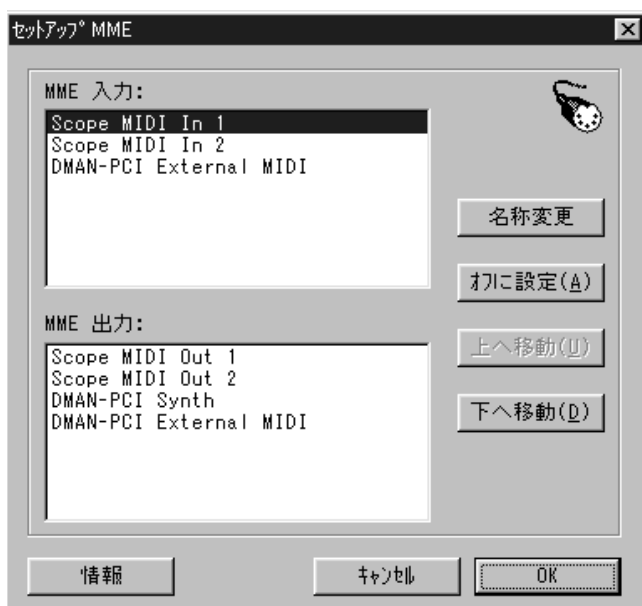 ｾｯﾄｱｯﾌﾟ MME
MME 入力:
Scope MIDI In 1
Scope MIDI In 2
DMAN-PCI External MIDI
名称変更
ｵﾌに設定(A)
MME 出力:
上へ移動(U)
Scope MIDI Out 1
Scope MIDI Out 2
DMAN-PCI Synth
DMAN-PCI External MIDI
下へ移動(D)
情報
ｷｬﾝｾﾙ
OK